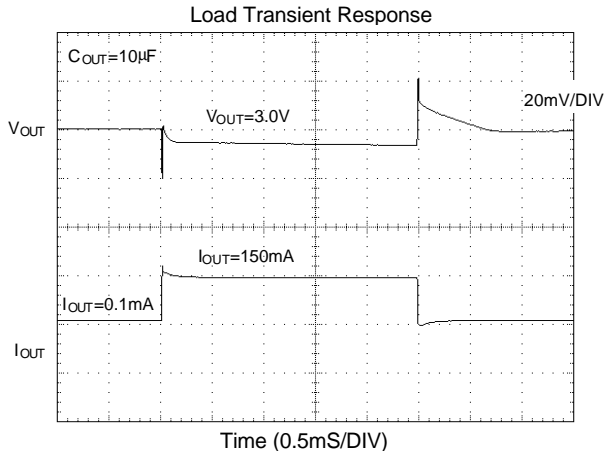 Load Transient Response
COUT=10µF
20mV/DIV
VOUT=3.0V
VOUT
IOUT=150mA
IOUT=0.1mA
IOUT
Time (0.5mS/DIV)